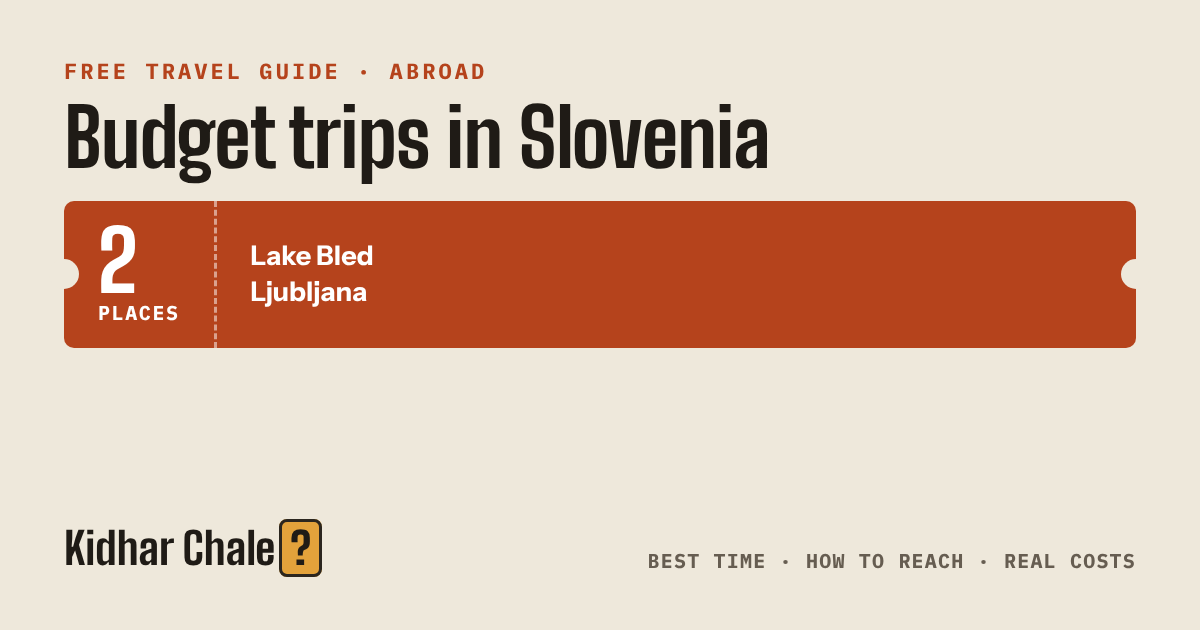 FREE TRAVEL GUIDE · ABROAD
Budget trips in Slovenia
2
PLACES
Lake Bled
Ljubljana
Kidhar Chale ?
BEST TIME · HOW TO REACH · REAL COSTS